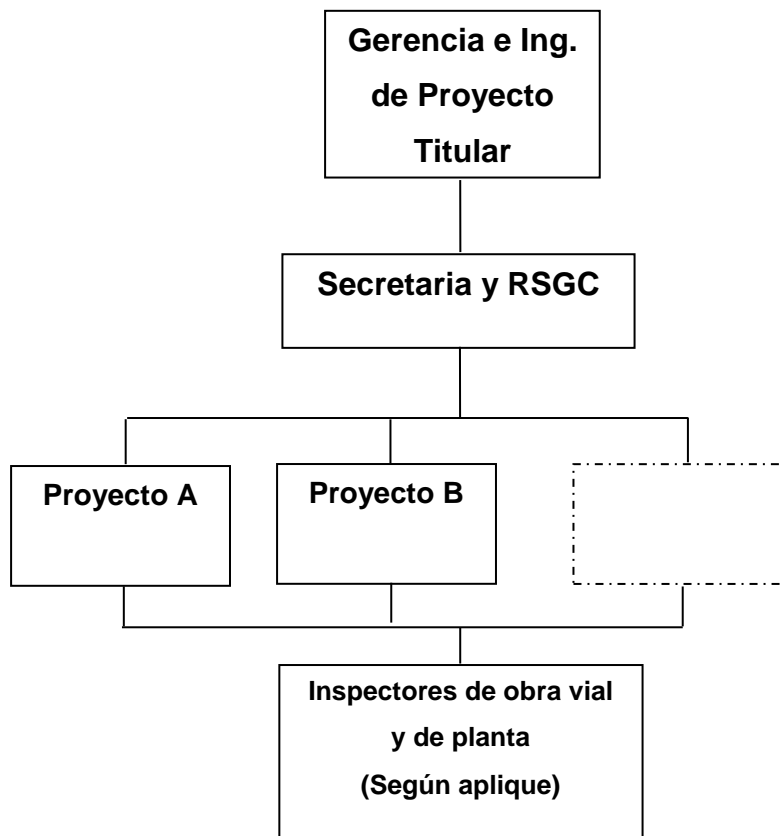 Gerencia e Ing.
de Proyecto
Titular
Secretaria y RSGC
Proyecto A
Proyecto B
Inspectores de obra vial
y de planta
(Según aplique)